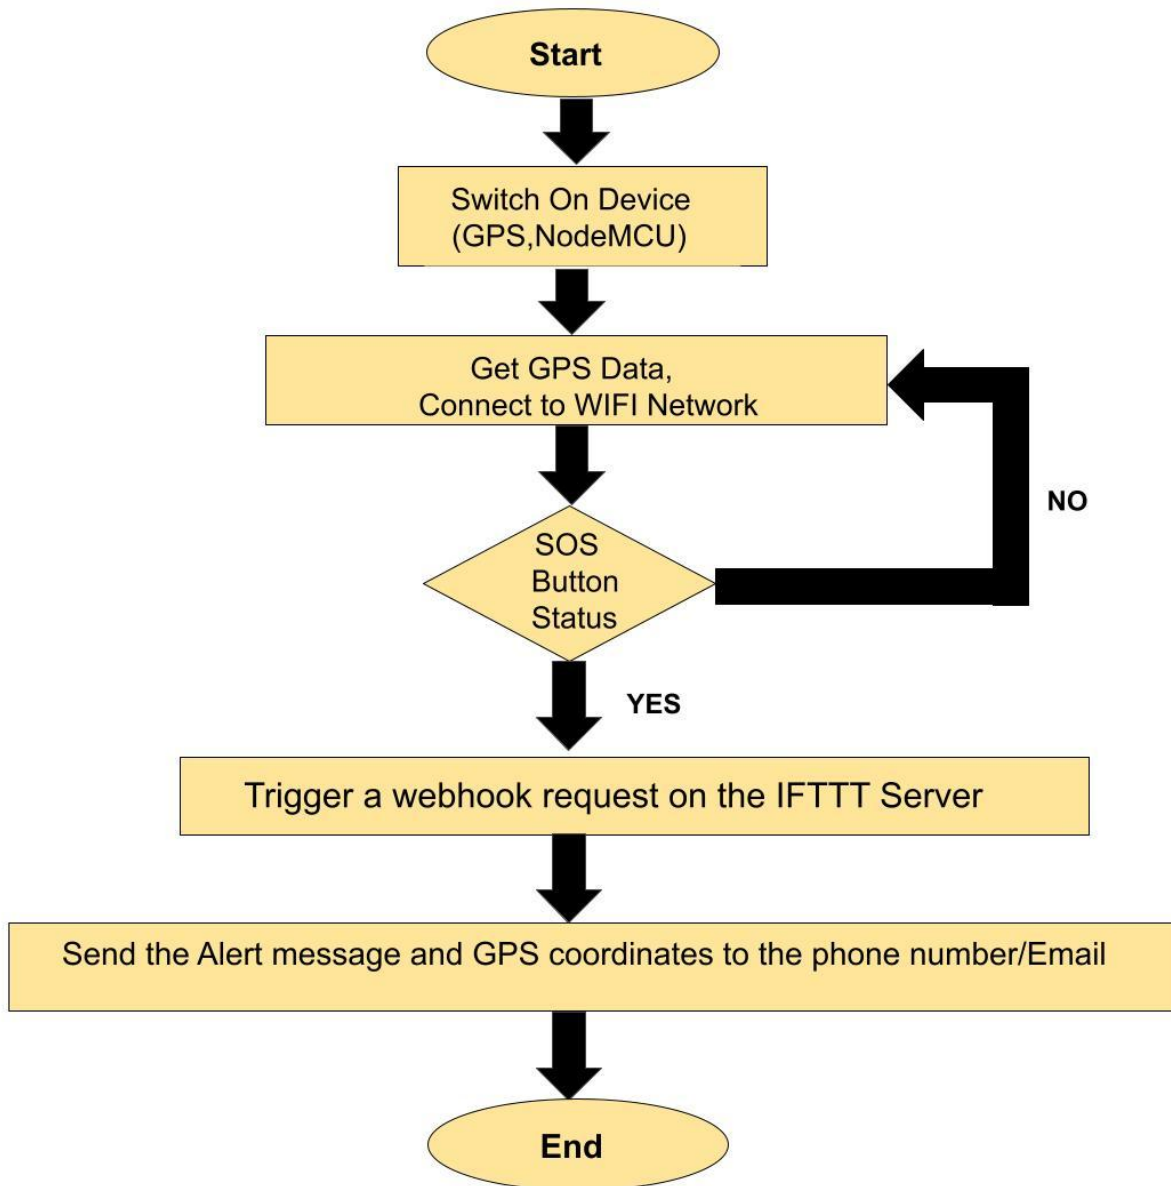 Start
Switch On Device
(GPS,NodeMCU)
Get GPS Data,
Connect to WIFI Network
NO
SOS
Button
Status
YES
Trigger a webhook request on the IFTTT Server
Send the Alert message and GPS coordinates to the phone number/Email
End